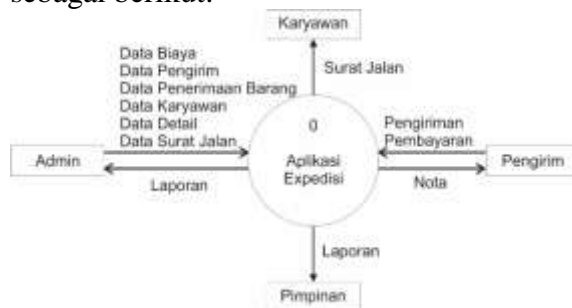 sebagai berikut:
Karyawan
Data Biaya
Data Pengirim
Data Penerimaan Barang
Data Karyawan
Data Detail
Data Surat Jalan
Surat Jalan
0
Aplikasi
Expedisi
Pengiriman
Pembayaran
Admin
Pengirim
Laporan
Nota
Laporan
Pimpinan